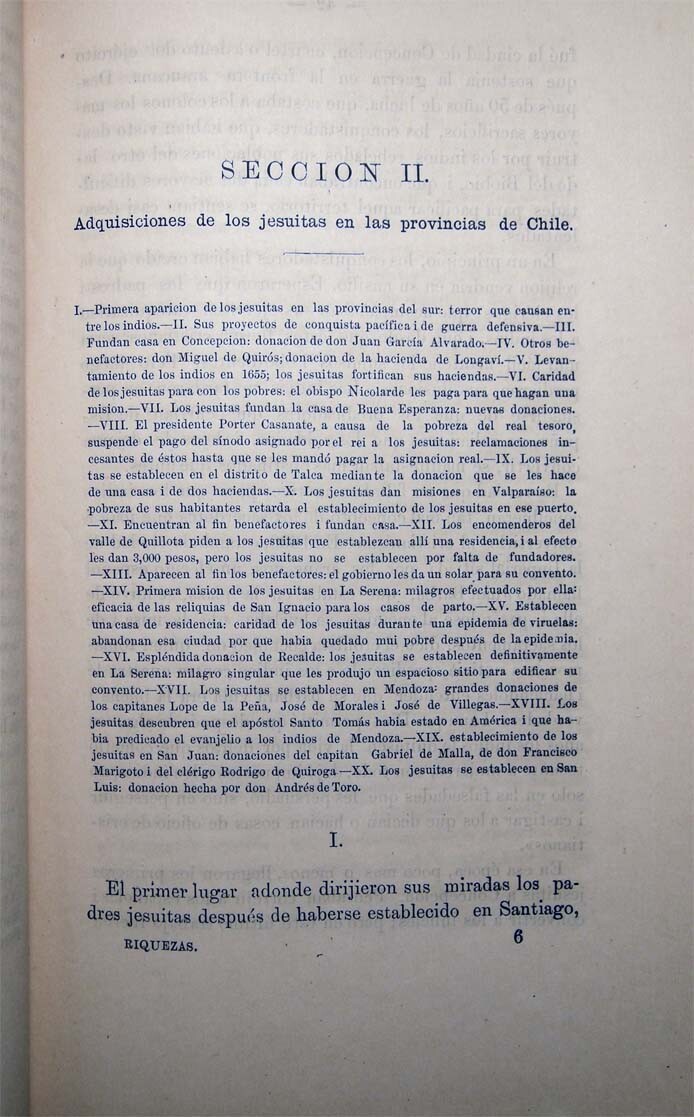 SECCION II.
Adquisiciones de los jesuitas en las provincias de Chile.
I.—Primera aparicion de los jesuitas en las provincias del sur: terror que causan en-
tre los indios.—II. Sus proyectos de conquista pacífica i de guerra defensiva.—III.
Fundan casa en Concepcion: donacion de don Juan García Alvarado.—IV. Otros be-
nefactores: don Miguel de Quirós; donacion de la hacienda de Longaví.—V. Levan-
tamiento de los indios en 1655; los jesuitas fortifican sus haciendas.—VI. Caridad
de los jesuitas para con los pobres: el obispo Nicolarde les paga para que hagan una
mision.—VII. Los jesuitas fundan la casa de Buena Esperanza: nuevas donaciones.
—VIII. El presidente Porter Casanate, a causa de la pobreza del real tesoro,
suspende el pago del sínodo asignado por el rei a los jesuitas: reclamaciones in-
cesantes de éstos hasta que se les mandó pagar la asignacion real.—IX. Los jesui-
tas se establecen en el distrito de Talca mediante la donacion que se les hace
de una casa i de dos haciendas.—X. Los jesuitas dan misiones en Valparaíso: la
pobreza de sus habitantes retarda el establecimiento de los jesuitas en ese puerto.
—XI. Encuentran al fin benefactores i fundan casa.—XII. Los encomenderos del
valle de Quillota piden a los jesuitas que establezcan allí una residencia, i al efecto
les dan 3,000 pesos, pero los jesuitas no se establecen por falta de fundadores.
—XIII. Aparecen al fin los benefactores: el gobierno les da un solar para su convento.
—XIV. Primera mision de los jesuitas en La Serena: milagros efectuados por ella:
eficacia de las reliquias de San Ignacio para los casos de parto.—XV. Establecen
una casa de residencia: caridad de los jesuitas durante una epidemia de viruelas:
abandonan esa ciudad por que habia quedado mui pobre después de la epidemia.
—XVI. Espléndida donacion de Recalde: los jesuitas se establecen definitivamente
en La Serena: milagro singular que les produjo un espacioso sitio para edificar su
convento.—XVII. Los jesuitas se establecen en Mendoza: grandes donaciones de
los capitanes Lope de la Peña, José de Morales i José de Villegas.—XVIII. Los
jesuitas descubren que el apóstol Santo Tomás habia estado en América i que ha-
bia predicado el evanjelio a los indios de Mendoza.—XIX. establecimiento de los
jesuitas en San Juan: donaciones del capitan Gabriel de Malla, de don Francisco
Marigoto i del clérigo Rodrigo de Quiroga—XX. Los jesuitas se establecen en San
Luis: donacion hecha por don Andrés de Toro.
I.
El primer lugar adonde dirijieron sus miradas los pa-
dres jesuitas después de haberse establecido en Santiago,
RIQUEZAS. 6